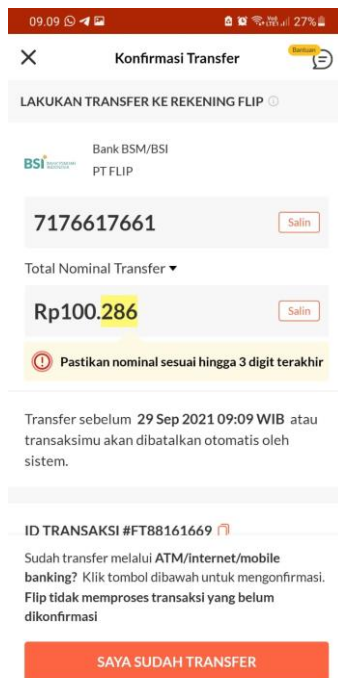 09.09 27%
Konfirmasi Transfer
Bantuan
LAKUKAN TRANSFER KE REKENING FLIP
Bank BSM/BSI
BSI
PT FLIP
7176617661
Salin
Total Nominal Transfer
Rp100.286
Salin
Pastikan nominal sesuai hingga 3 digit terakhir
Transfer sebelum 29 Sep 2021 09:09 WIB atau
transaksimu akan dibatalkan otomatis oleh
sistem.
ID TRANSAKSI #FT88161669
Sudah transfer melalui ATM/internet/mobile
banking? Klik tombol dibawah untuk mengonfirmasi.
Flip tidak memproses transaksi yang belum
dikonfirmasi
SAYA SUDAH TRANSFER